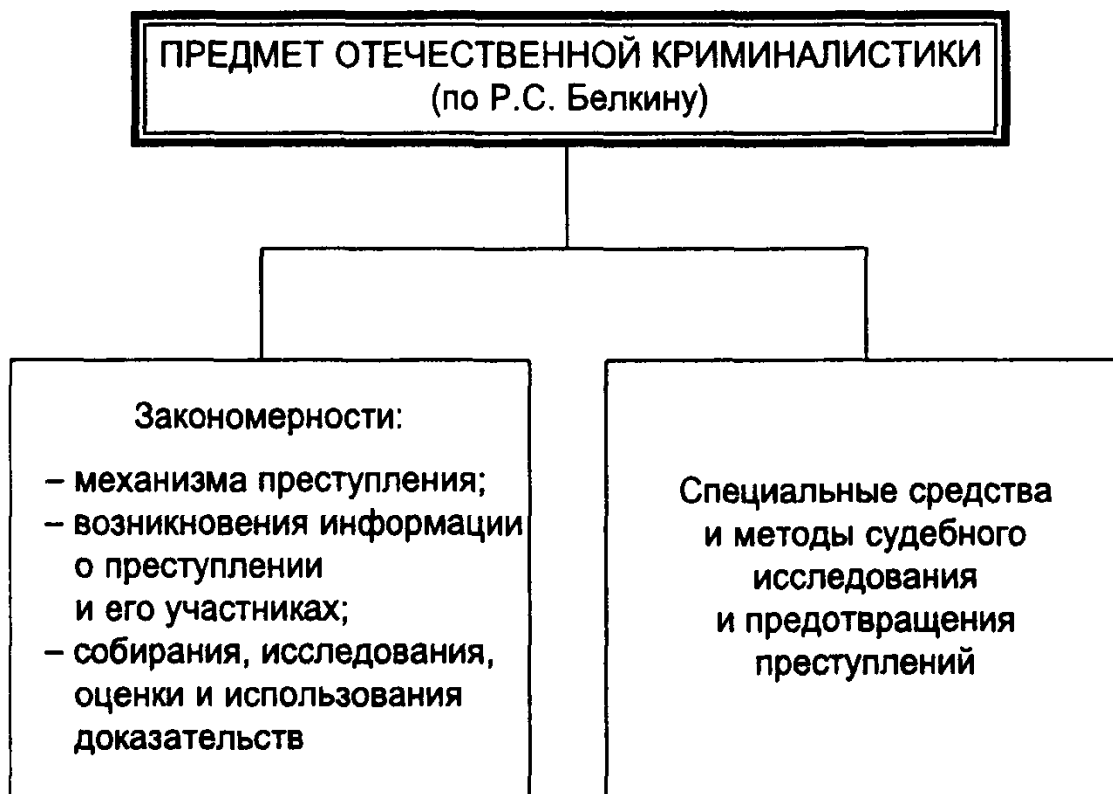 ПРЕДМЕТ ОТЕЧЕСТВЕННОЙ КРИМИНАЛИСТИКИ
(по Р.С. Белкину)
Закономерности:
– механизма преступления;
– возникновения информации
о преступлении
и его участниках;
– собирания, исследования,
оценки и использования
доказательств
Специальные средства
и методы судебного
исследования
и предотвращения
преступлений